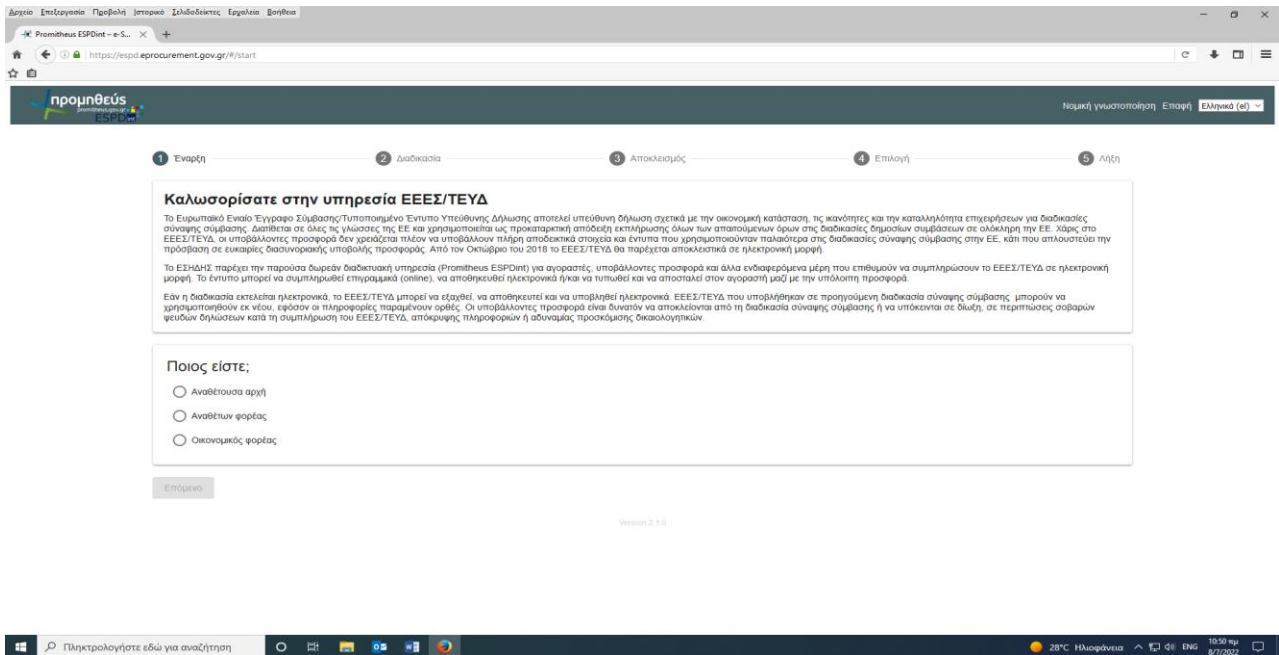 Αρχείο Επεξεργασία Προβολή Ιστορικό Σελιδοδείκτες Εργαλεία Βοήθεια
Promitheus ESPDint – e-S...
https://espd.eprocurement.gov.gr/#/start
προμηθεύς
promitheus.gov.gr
ESPDint
Νομική γνωστοποίηση Επαφή Ελληνικά (el)
1 Έναρξη 2 Διαδικασία 3 Αποκλεισμός 4 Επιλογή 5 Λήξη
Καλωσορίσατε στην υπηρεσία ΕΕΕΣ/ΤΕΥΔ
Το Ευρωπαϊκό Ενιαίο Έγγραφο Σύμβασης/Τυποποιημένο Έντυπο Υπεύθυνης Δήλωσης αποτελεί υπεύθυνη δήλωση σχετικά με την οικονομική κατάσταση, τις ικανότητες και την καταλληλότητα επιχειρήσεων για διαδικασίες
σύναψης σύμβασης. Διατίθεται σε όλες τις γλώσσες της ΕΕ και χρησιμοποιείται ως προκαταρκτική απόδειξη εκπλήρωσης όλων των απαιτούμενων όρων στις διαδικασίες δημοσίων συμβάσεων σε ολόκληρη την ΕΕ. Χάρις στο
ΕΕΕΣ/ΤΕΥΔ, οι υποβάλλοντες προσφορά δεν χρειάζεται πλέον να υποβάλλουν πλήρη αποδεικτικά στοιχεία και έντυπα που χρησιμοποιούνταν παλαιότερα στις διαδικασίες σύναψης σύμβασης στην ΕΕ, κάτι που απλουστεύει την
πρόσβαση σε ευκαιρίες διασυνοριακής υποβολής προσφοράς. Από τον Οκτώβριο του 2018 το ΕΕΕΣ/ΤΕΥΔ θα παρέχεται αποκλειστικά σε ηλεκτρονική μορφή.
Το ΕΣΗΔΗΣ παρέχει την παρούσα δωρεάν διαδικτυακή υπηρεσία (Promitheus ESPDint) για αγοραστές, υποβάλλοντες προσφορά και άλλα ενδιαφερόμενα μέρη που επιθυμούν να συμπληρώσουν το ΕΕΕΣ/ΤΕΥΔ σε ηλεκτρονική
μορφή. Το έντυπο μπορεί να συμπληρωθεί επιγραμμικά (online), να αποθηκευθεί ηλεκτρονικά ή/και να τυπωθεί και να αποσταλεί στον αγοραστή μαζί με την υπόλοιπη προσφορά.
Εάν η διαδικασία εκτελείται ηλεκτρονικά, το ΕΕΕΣ/ΤΕΥΔ μπορεί να εξαχθεί, να αποθηκευτεί και να υποβληθεί ηλεκτρονικά. ΕΕΕΣ/ΤΕΥΔ που υποβλήθηκαν σε προηγούμενη διαδικασία σύναψης σύμβασης μπορούν να
χρησιμοποιηθούν εκ νέου, εφόσον οι πληροφορίες παραμένουν ορθές. Οι υποβάλλοντες προσφορά είναι δυνατόν να αποκλείονται από τη διαδικασία σύναψης σύμβασης ή να υπόκεινται σε δίωξη, σε περιπτώσεις σοβαρών
ψευδών δηλώσεων κατά τη συμπλήρωση του ΕΕΕΣ/ΤΕΥΔ, απόκρυψης πληροφοριών ή αδυναμίας προσκόμισης δικαιολογητικών.
Ποιος είστε;
Αναθέτουσα αρχή
Αναθέτων φορέας
Οικονομικός φορέας
Επόμενο
Version 2.1.0
Πληκτρολογήστε εδώ για αναζήτηση
28°C Ηλιοφάνεια ENG 10:50 πμ
8/7/2022